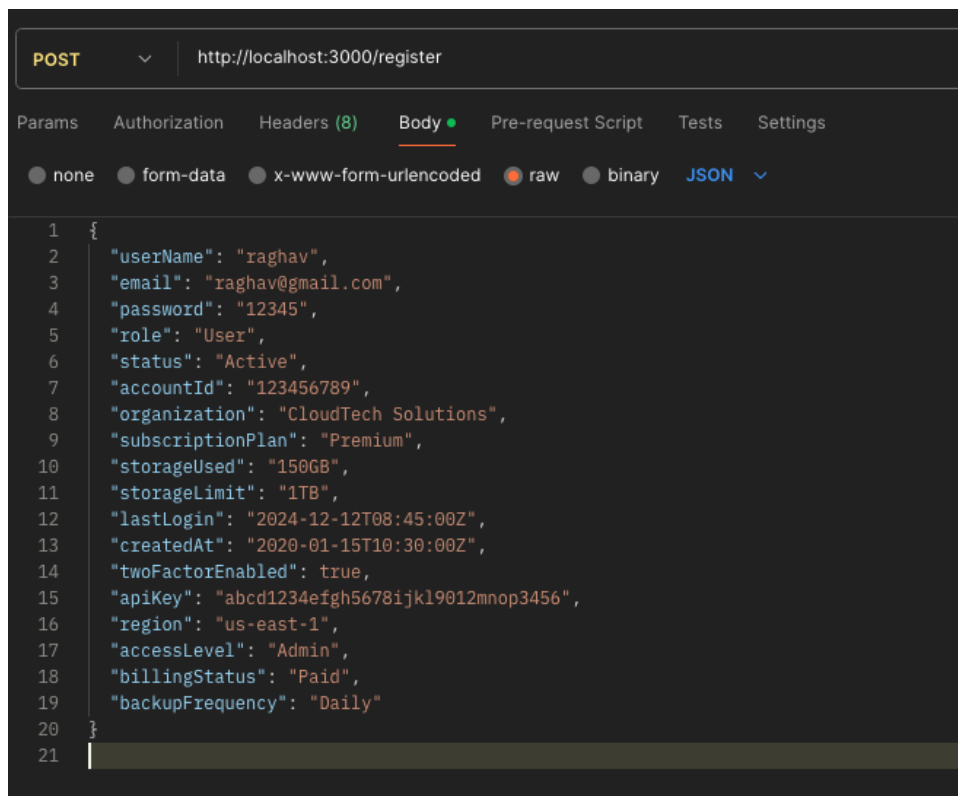 POST http://localhost:3000/register
Params Authorization Headers (8) Body Pre-request Script Tests Settings
none form-data x-www-form-urlencoded raw binary JSON
1 {
2 "userName": "raghav",
3 "email": "raghav@gmail.com",
4 "password": "12345",
5 "role": "User",
6 "status": "Active",
7 "accountId": "123456789",
8 "organization": "CloudTech Solutions",
9 "subscriptionPlan": "Premium",
10 "storageUsed": "150GB",
11 "storageLimit": "1TB",
12 "lastLogin": "2024-12-12T08:45:00Z",
13 "createdAt": "2020-01-15T10:30:00Z",
14 "twoFactorEnabled": true,
15 "apiKey": "abcd1234efgh5678ijkl9012mnop3456",
16 "region": "us-east-1",
17 "accessLevel": "Admin",
18 "billingStatus": "Paid",
19 "backupFrequency": "Daily"
20 }
21